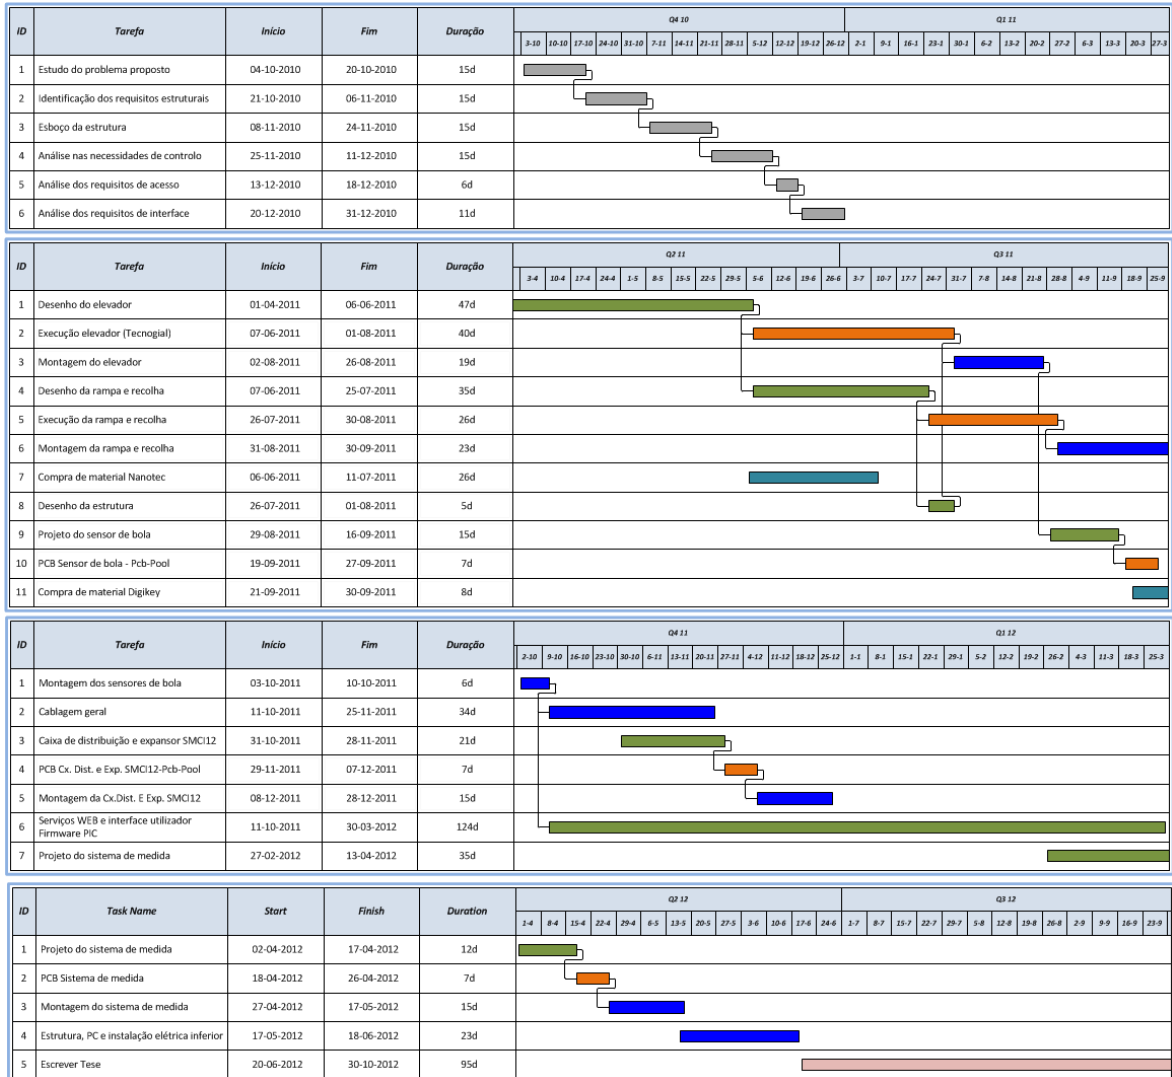 Q4 10 Q1 11
ID Tarefa Início Fim Duração
3-10 10-10 17-10 24-10 31-10 7-11 14-11 21-11 28-11 5-12 12-12 19-12 26-12 2-1 9-1 16-1 23-1 30-1 6-2 13-2 20-2 27-2 6-3 13-3 20-3 27-3
1 Estudo do problema proposto 04-10-2010 20-10-2010 15d
2 Identificação dos requisitos estruturais 21-10-2010 06-11-2010 15d
3 Esboço da estrutura 08-11-2010 24-11-2010 15d
4 Análise nas necessidades de controlo 25-11-2010 11-12-2010 15d
5 Análise dos requisitos de acesso 13-12-2010 18-12-2010 6d
6 Análise dos requisitos de interface 20-12-2010 31-12-2010 11d
Q2 11 Q3 11
ID Tarefa Início Fim Duração
3-4 10-4 17-4 24-4 1-5 8-5 15-5 22-5 29-5 5-6 12-6 19-6 26-6 3-7 10-7 17-7 24-7 31-7 7-8 14-8 21-8 28-8 4-9 11-9 18-9 25-9
1 Desenho do elevador 01-04-2011 06-06-2011 47d
2 Execução elevador (Tecnogial) 07-06-2011 01-08-2011 40d
3 Montagem do elevador 02-08-2011 26-08-2011 19d
4 Desenho da rampa e recolha 07-06-2011 25-07-2011 35d
5 Execução da rampa e recolha 26-07-2011 30-08-2011 26d
6 Montagem da rampa e recolha 31-08-2011 30-09-2011 23d
7 Compra de material Nanotec 06-06-2011 11-07-2011 26d
8 Desenho da estrutura 26-07-2011 01-08-2011 5d
9 Projeto do sensor de bola 29-08-2011 16-09-2011 15d
10 PCB Sensor de bola - Pcb-Pool 19-09-2011 27-09-2011 7d
11 Compra de material Digikey 21-09-2011 30-09-2011 8d
Q4 11 Q1 12
ID Tarefa Início Fim Duração
2-10 9-10 16-10 23-10 30-10 6-11 13-11 20-11 27-11 4-12 11-12 18-12 25-12 1-1 8-1 15-1 22-1 29-1 5-2 12-2 19-2 26-2 4-3 11-3 18-3 25-3
1 Montagem dos sensores de bola 03-10-2011 10-10-2011 6d
2 Cablagem geral 11-10-2011 25-11-2011 34d
3 Caixa de distribuição e expansor SMCI12 31-10-2011 28-11-2011 21d
4 PCB Cx. Dist. e Exp. SMCI12-Pcb-Pool 29-11-2011 07-12-2011 7d
5 Montagem da Cx.Dist. E Exp. SMCI12 08-12-2011 28-12-2011 15d
6 Serviços WEB e interface utilizador 11-10-2011 30-03-2012 124d
Firmware PIC
7 Projeto do sistema de medida 27-02-2012 13-04-2012 35d
Q2 12 Q3 12
ID Task Name Start Finish Duration
1-4 8-4 15-4 22-4 29-4 6-5 13-5 20-5 27-5 3-6 10-6 17-6 24-6 1-7 8-7 15-7 22-7 29-7 5-8 12-8 19-8 26-8 2-9 9-9 16-9 23-9
1 Projeto do sistema de medida 02-04-2012 17-04-2012 12d
2 PCB Sistema de medida 18-04-2012 26-04-2012 7d
3 Montagem do sistema de medida 27-04-2012 17-05-2012 15d
4 Estrutura, PC e instalação elétrica inferior 17-05-2012 18-06-2012 23d
5 Escrever Tese 20-06-2012 30-10-2012 95d